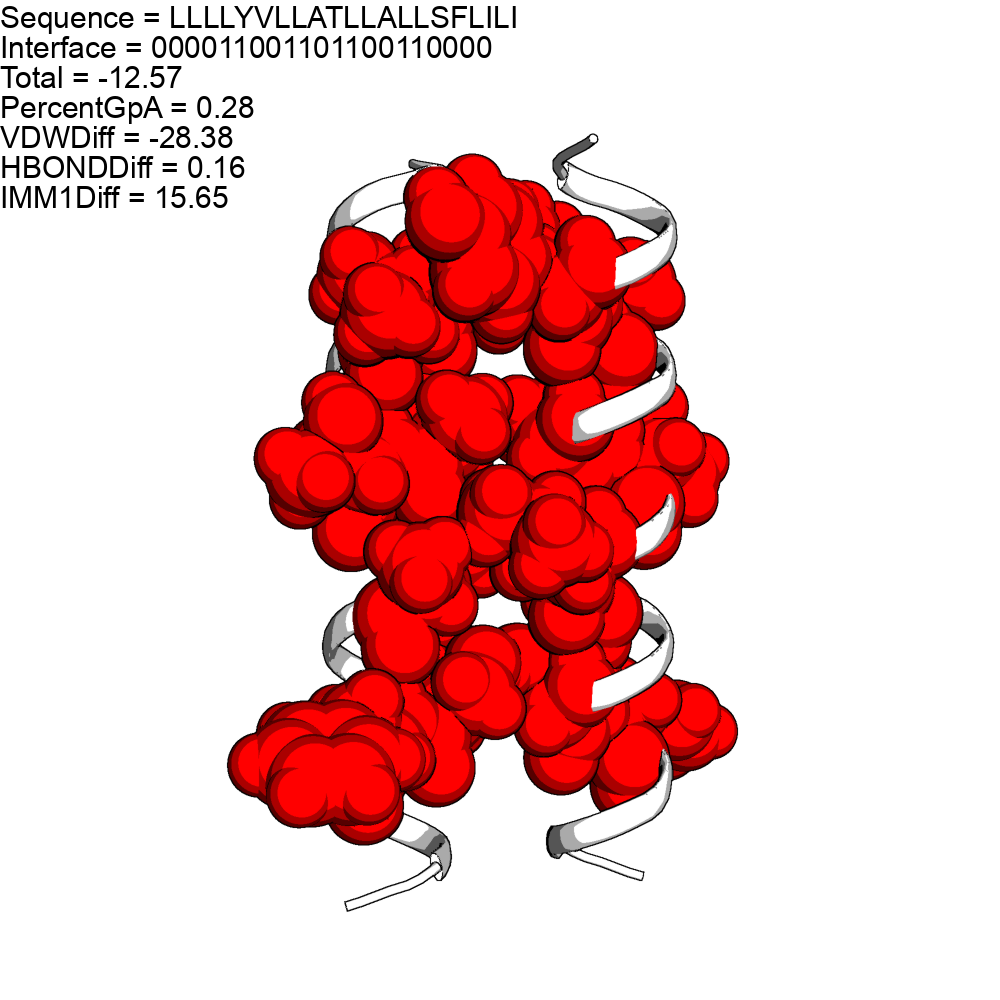 Sequence = LLLLYVLLATLLALLSFLILI
Interface = 000011001101100110000
Total = -12.57
PercentGpA = 0.28
VDWDiff = -28.38
HBONDDiff = 0.16
IMM1Diff = 15.65